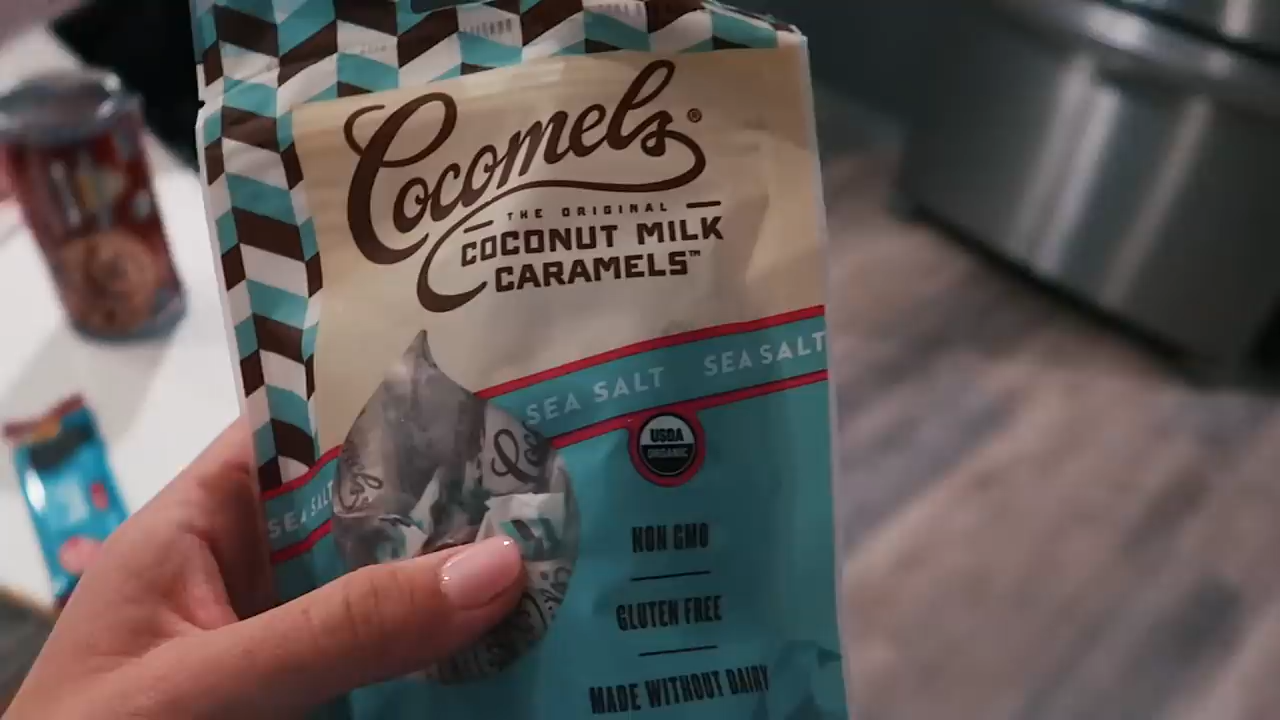 Cocomels®
THE ORIGINAL
COCONUT MILK
CARAMELS™
SEA SALT SEA SALT
SEA SALT
USDA
ORGANIC
NON GMO
GLUTEN FREE
MADE WITHOUT DAIRY